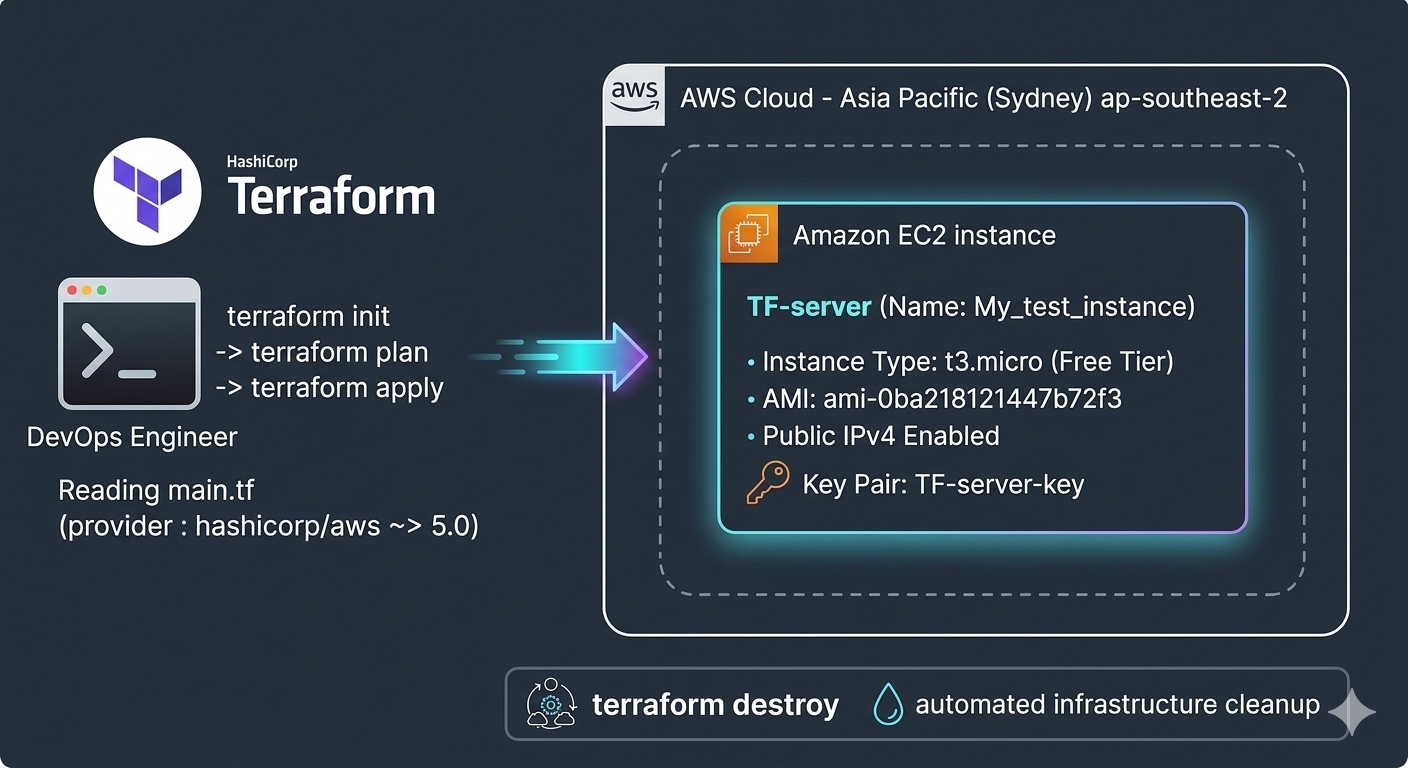 HashiCorp
Terraform
terraform init
-> terraform plan
-> terraform apply
DevOps Engineer
Reading main.tf
(provider : hashicorp/aws ~> 5.0)
aws
AWS Cloud - Asia Pacific (Sydney) ap-southeast-2
Amazon EC2 instance
TF-server (Name: My_test_instance)
• Instance Type: t3.micro (Free Tier)
• AMI: ami-0ba218121447b72f3
• Public IPv4 Enabled
Key Pair: TF-server-key
terraform destroy
automated infrastructure cleanup